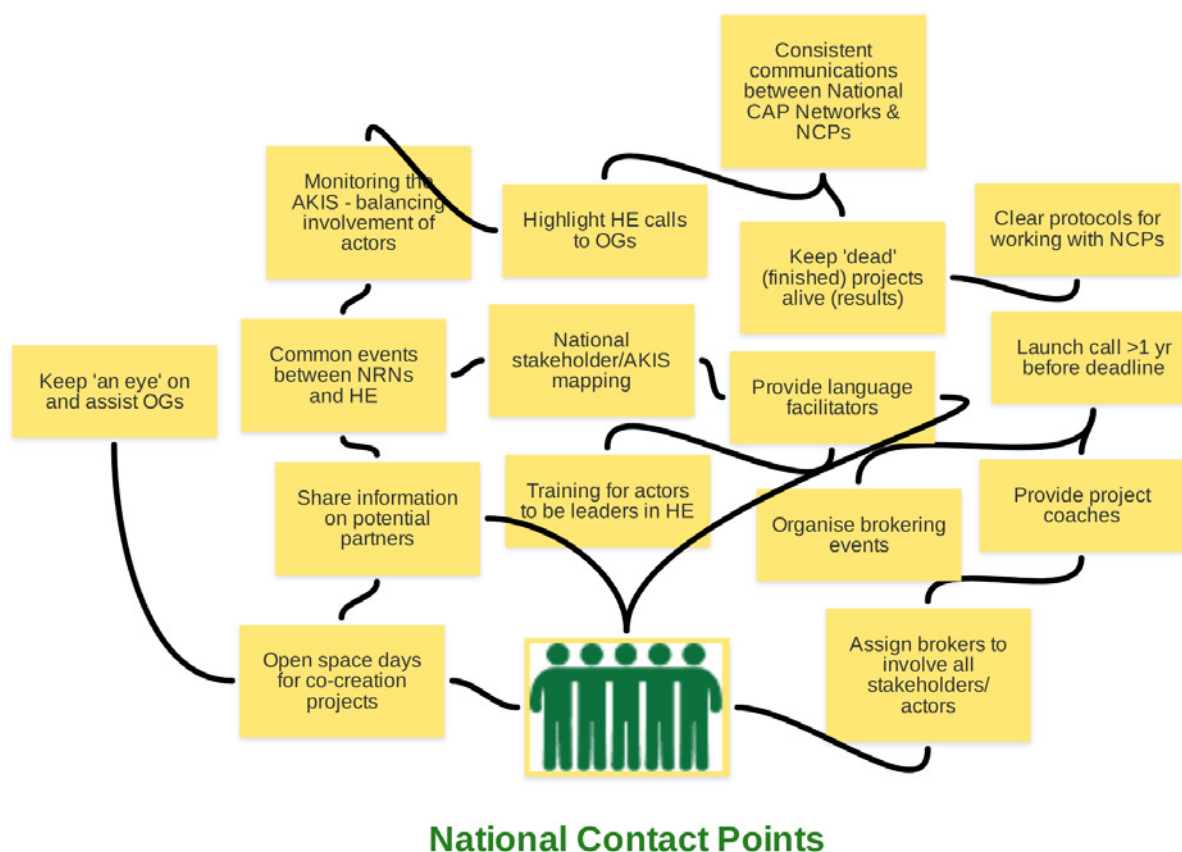 Consistent
communications
between National
CAP Networks &
NCPs
Monitoring the
AKIS - balancing
involvement of
actors
Highlight HE calls
to OGs
Clear protocols for
working with NCPs
Keep 'dead'
(finished) projects
alive (results)
Keep 'an eye' on
and assist OGs
Common events
between NRNs
and HE
National
stakeholder/AKIS
mapping
Provide language
facilitators
Launch call >1 yr
before deadline
Share information
on potential
partners
Training for actors
to be leaders in HE
Organise brokering
events
Provide project
coaches
Open space days
for co-creation
projects
Assign brokers to
involve all
stakeholders/
actors
National Contact Points